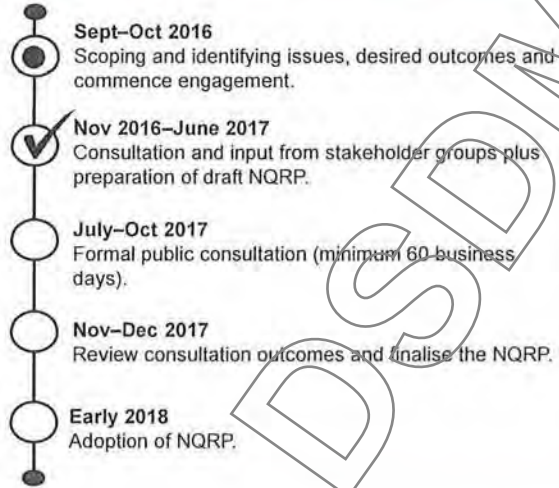 Sept–Oct 2016
Scoping and identifying issues, desired outcomes and
commence engagement.
Nov 2016–June 2017
Consultation and input from stakeholder groups plus
preparation of draft NQRP.
July–Oct 2017
Formal public consultation (minimum 60 business
days).
Nov–Dec 2017
Review consultation outcomes and finalise the NQRP.
Early 2018
Adoption of NQRP.
DSDM